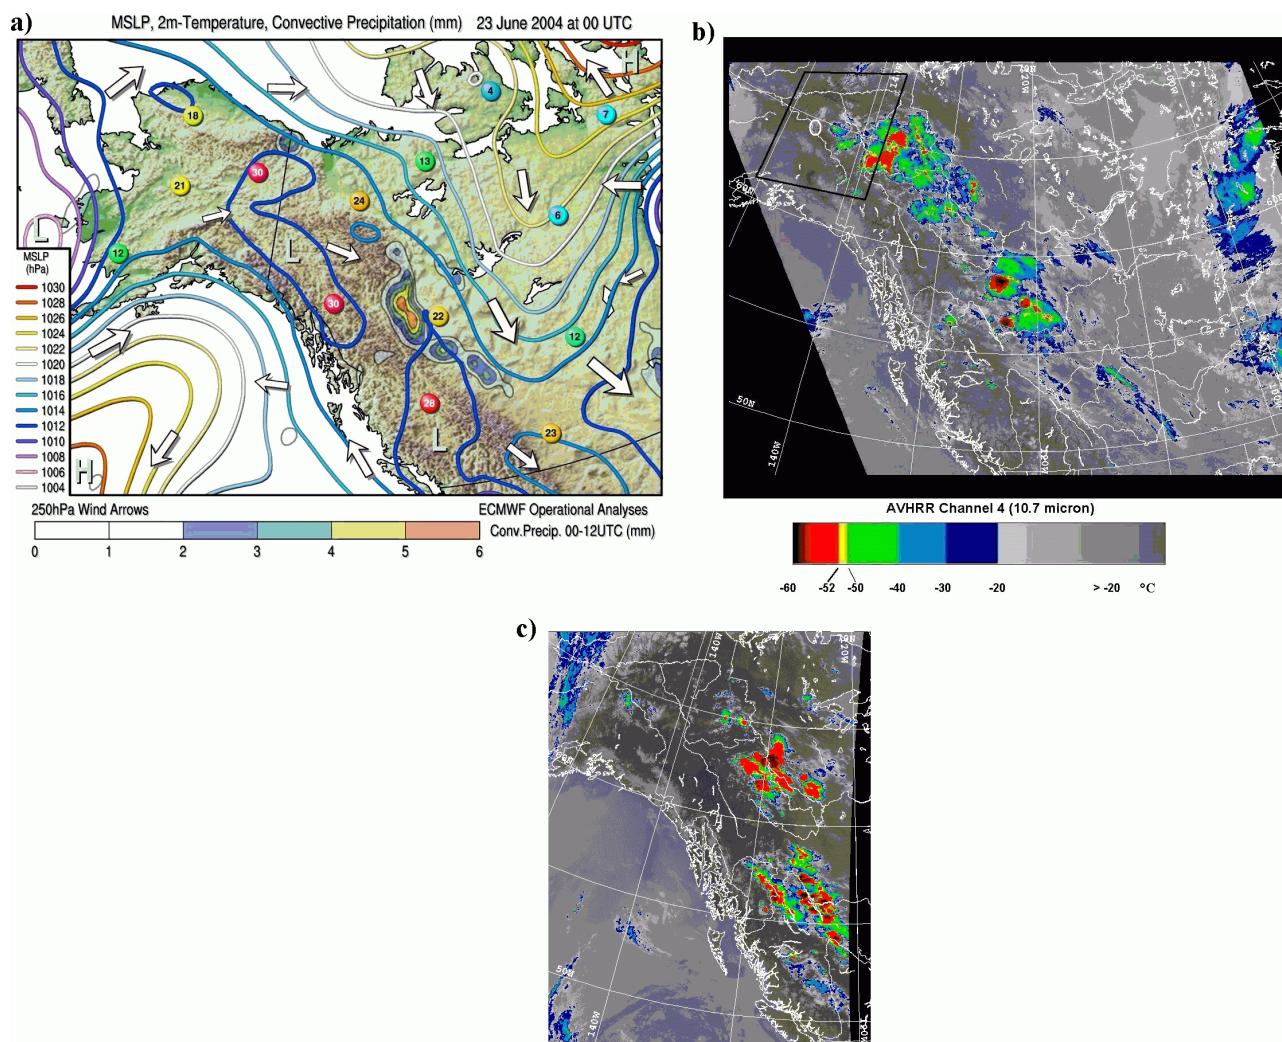 a)
MSLP, 2m-Temperature, Convective Precipitation (mm) 23 June 2004 at 00 UTC
H
4
7
18
13
30
21
24
6
L
L
12
30
22
12
28
23
L
H
MSLP
(hPa)
1030
1028
1026
1024
1022
1020
1018
1016
1014
1012
1010
1008
1006
1004
250hPa Wind Arrows
ECMWF Operational Analyses
Conv.Precip. 00-12UTC (mm)
0 1 2 3 4 5 6
b)
50N
140W
AVHRR Channel 4 (10.7 micron)
-60 -52 -50 -40 -30 -20 > -20 °C
c)
140W
120W
50N
140W